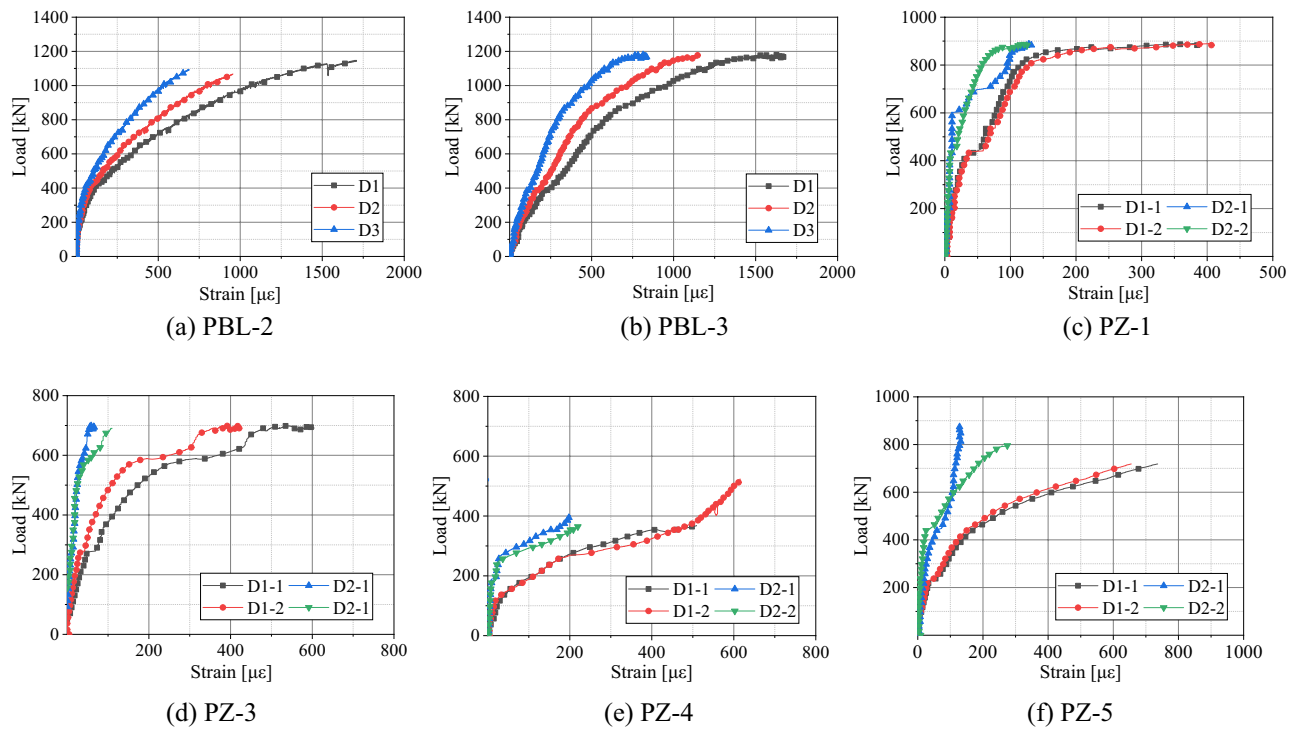 1400
1200
1000
800
600
400
200
0
Load [kN]
D1
D2
D3
500 1000 1500 2000
Strain [με]
(a) PBL-2
1400
1200
1000
800
600
400
200
0
Load [kN]
D1
D2
D3
500 1000 1500 2000
Strain [με]
(b) PBL-3
1000
800
600
400
200
0
Load [kN]
D1-1 D2-1
D1-2 D2-2
0 100 200 300 400 500
Strain [με]
(c) PZ-1
800
600
400
200
0
Load [kN]
D1-1 D2-1
D1-2 D2-1
200 400 600 800
Strain [με]
(d) PZ-3
800
600
400
200
0
Load [kN]
D1-1 D2-1
D1-2 D2-2
200 400 600 800
Strain [με]
(e) PZ-4
1000
800
600
400
200
0
Load [kN]
D1-1 D2-1
D1-2 D2-2
0 200 400 600 800 1000
Strain [με]
(f) PZ-5